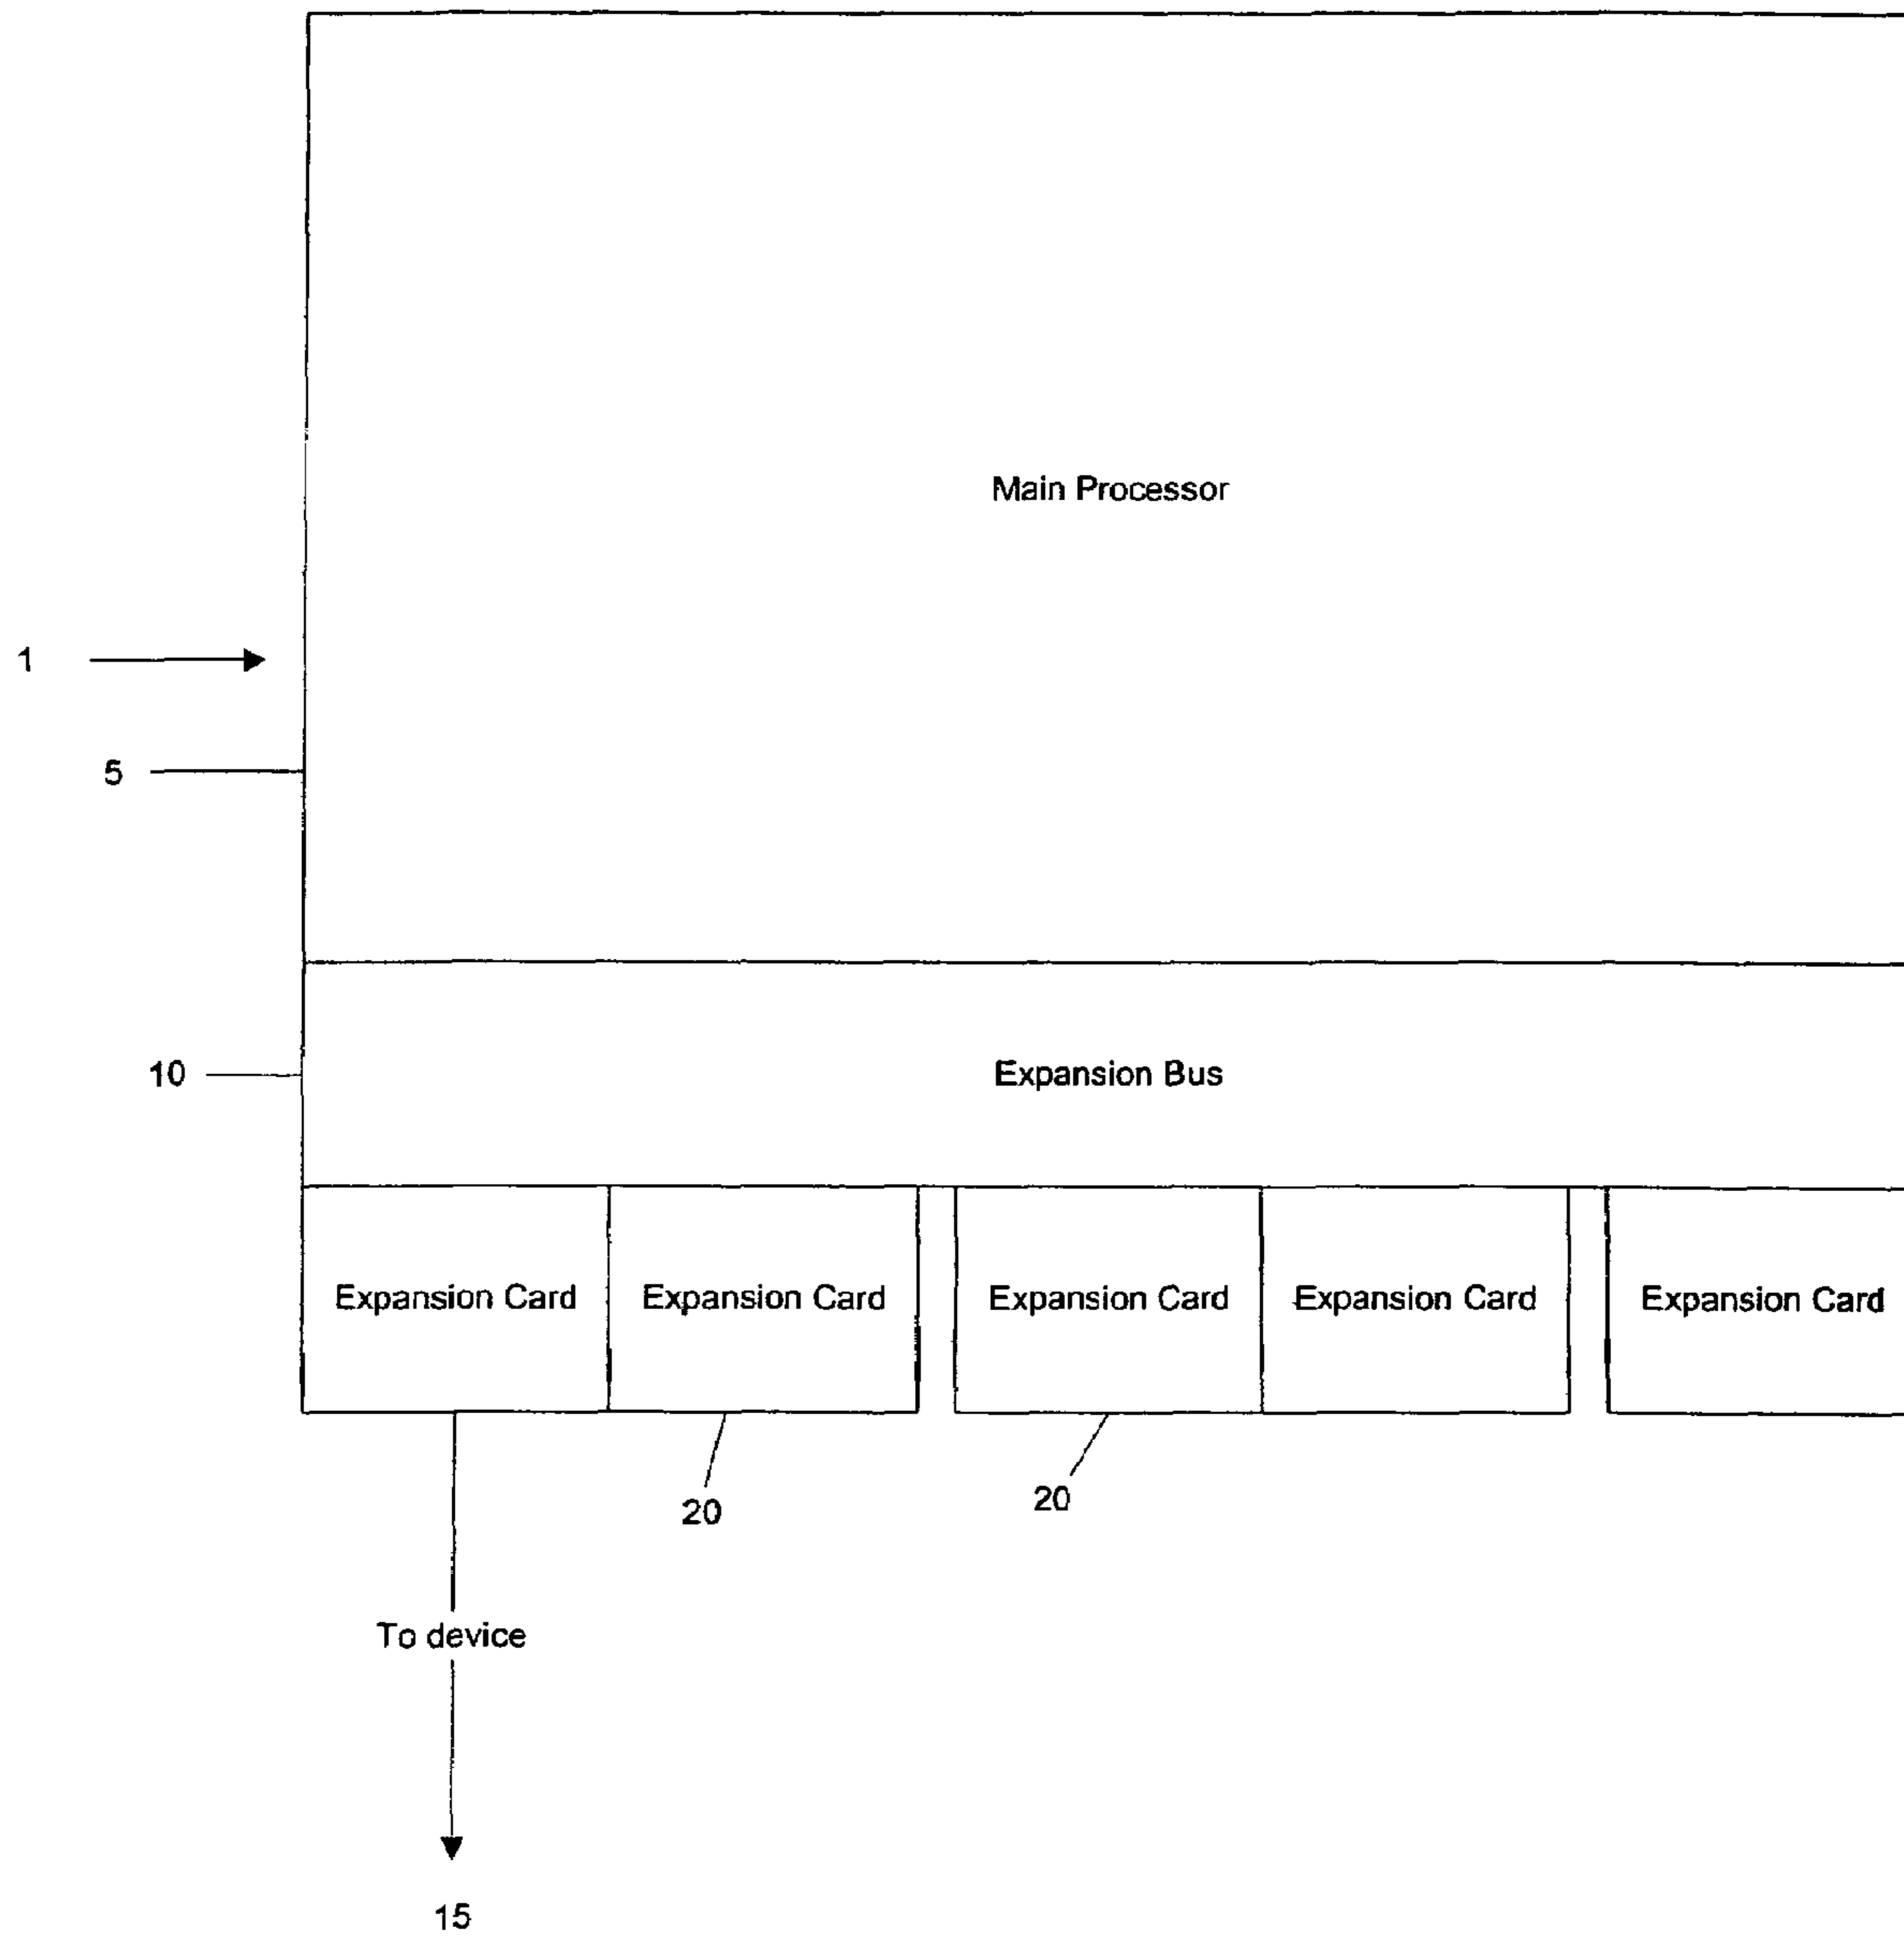 Main Processor
1
5
10
Expansion Bus
Expansion Card
Expansion Card
Expansion Card
Expansion Card
Expansion Card
20
20
To device
15